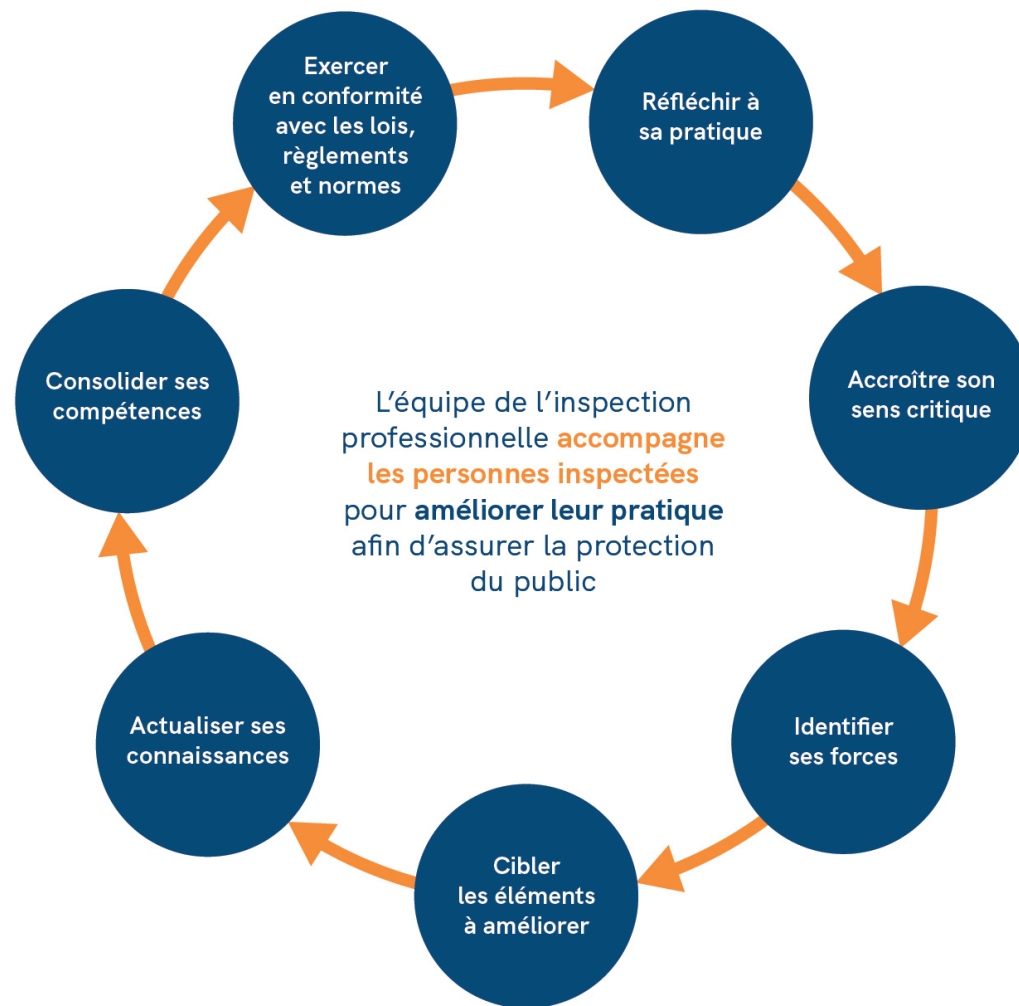 Exercer
en conformité
avec les lois,
règlements
et normes
Réfléchir à
sa pratique
Accroître son
sens critique
Identifier
ses forces
Cibler
les éléments
à améliorer
Actualiser ses
connaissances
Consolider ses
compétences
L’équipe de l’inspection
professionnelle accompagne
les personnes inspectées
pour améliorer leur pratique
afin d’assurer la protection
du public